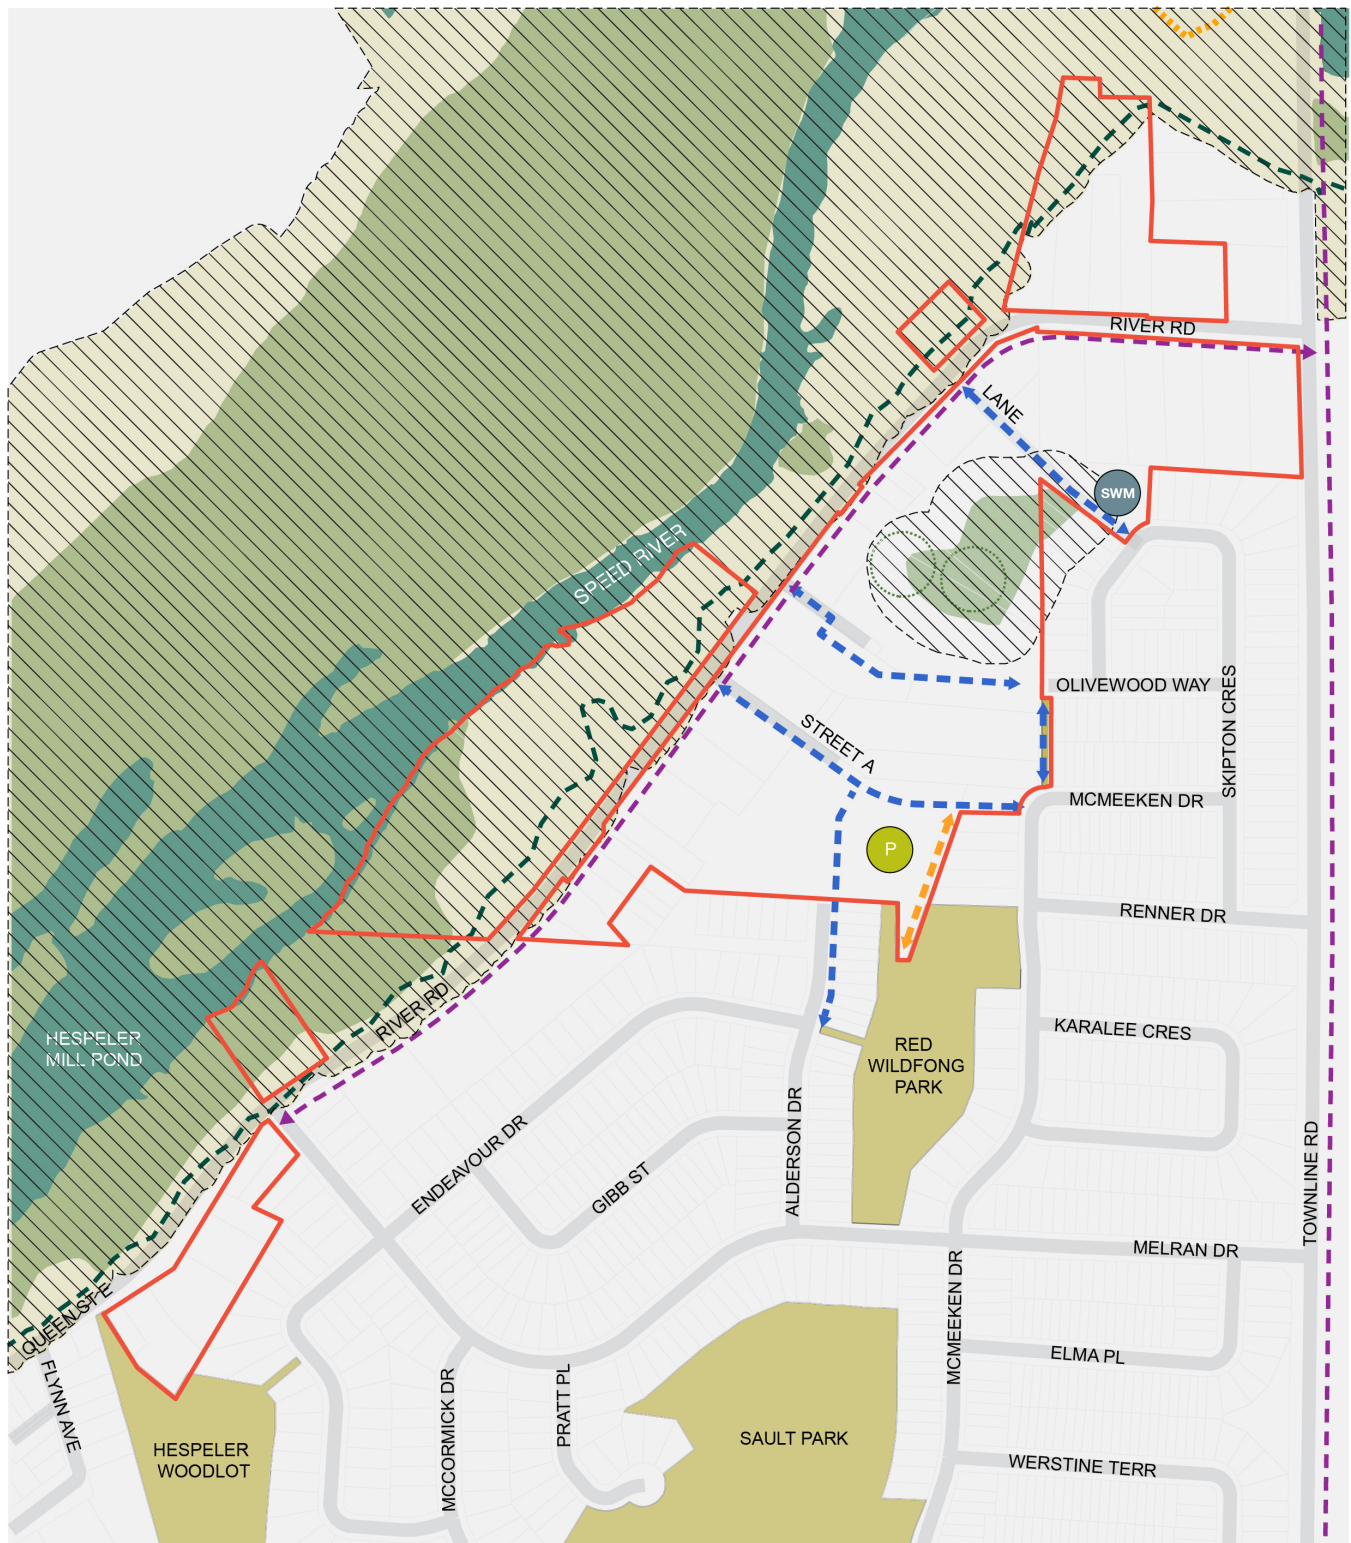 RIVER RD
LANE
SWM
SPEED RIVER
OLIVEWOOD WAY
SKIPTON CRES
STREET A
MCMEEKEN DR
P
RENNER DR
RIVER RD
HESPELER
MILL POND
RED
WILDFONG
PARK
KARALEE CRES
ENDEAVOUR DR
GIBB ST
ALDERSON DR
TOWNLINE RD
MELRAN DR
QUEEN ST E
FLYNN AVE
MCMEEKEN DR
ELMA PL
MCCORMICK DR
PRATT PL
SAULT PARK
HESPELER
WOODLOT
WERSTINE TERR